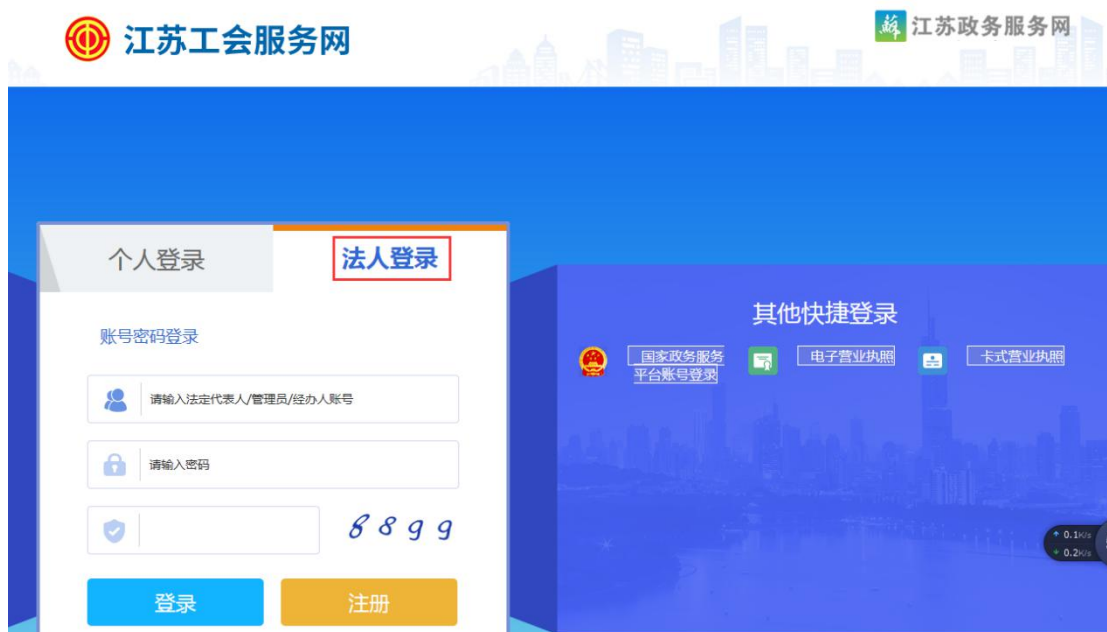 江苏工会服务网
江苏政务服务网
个人登录
法人登录
账号密码登录
请输入法定代表人/管理员/经办人账号
请输入密码
8899
登录
注册
其他快捷登录
国家政务服务
平台账号登录
电子营业执照
卡式营业执照
0.1K/s
0.2K/s